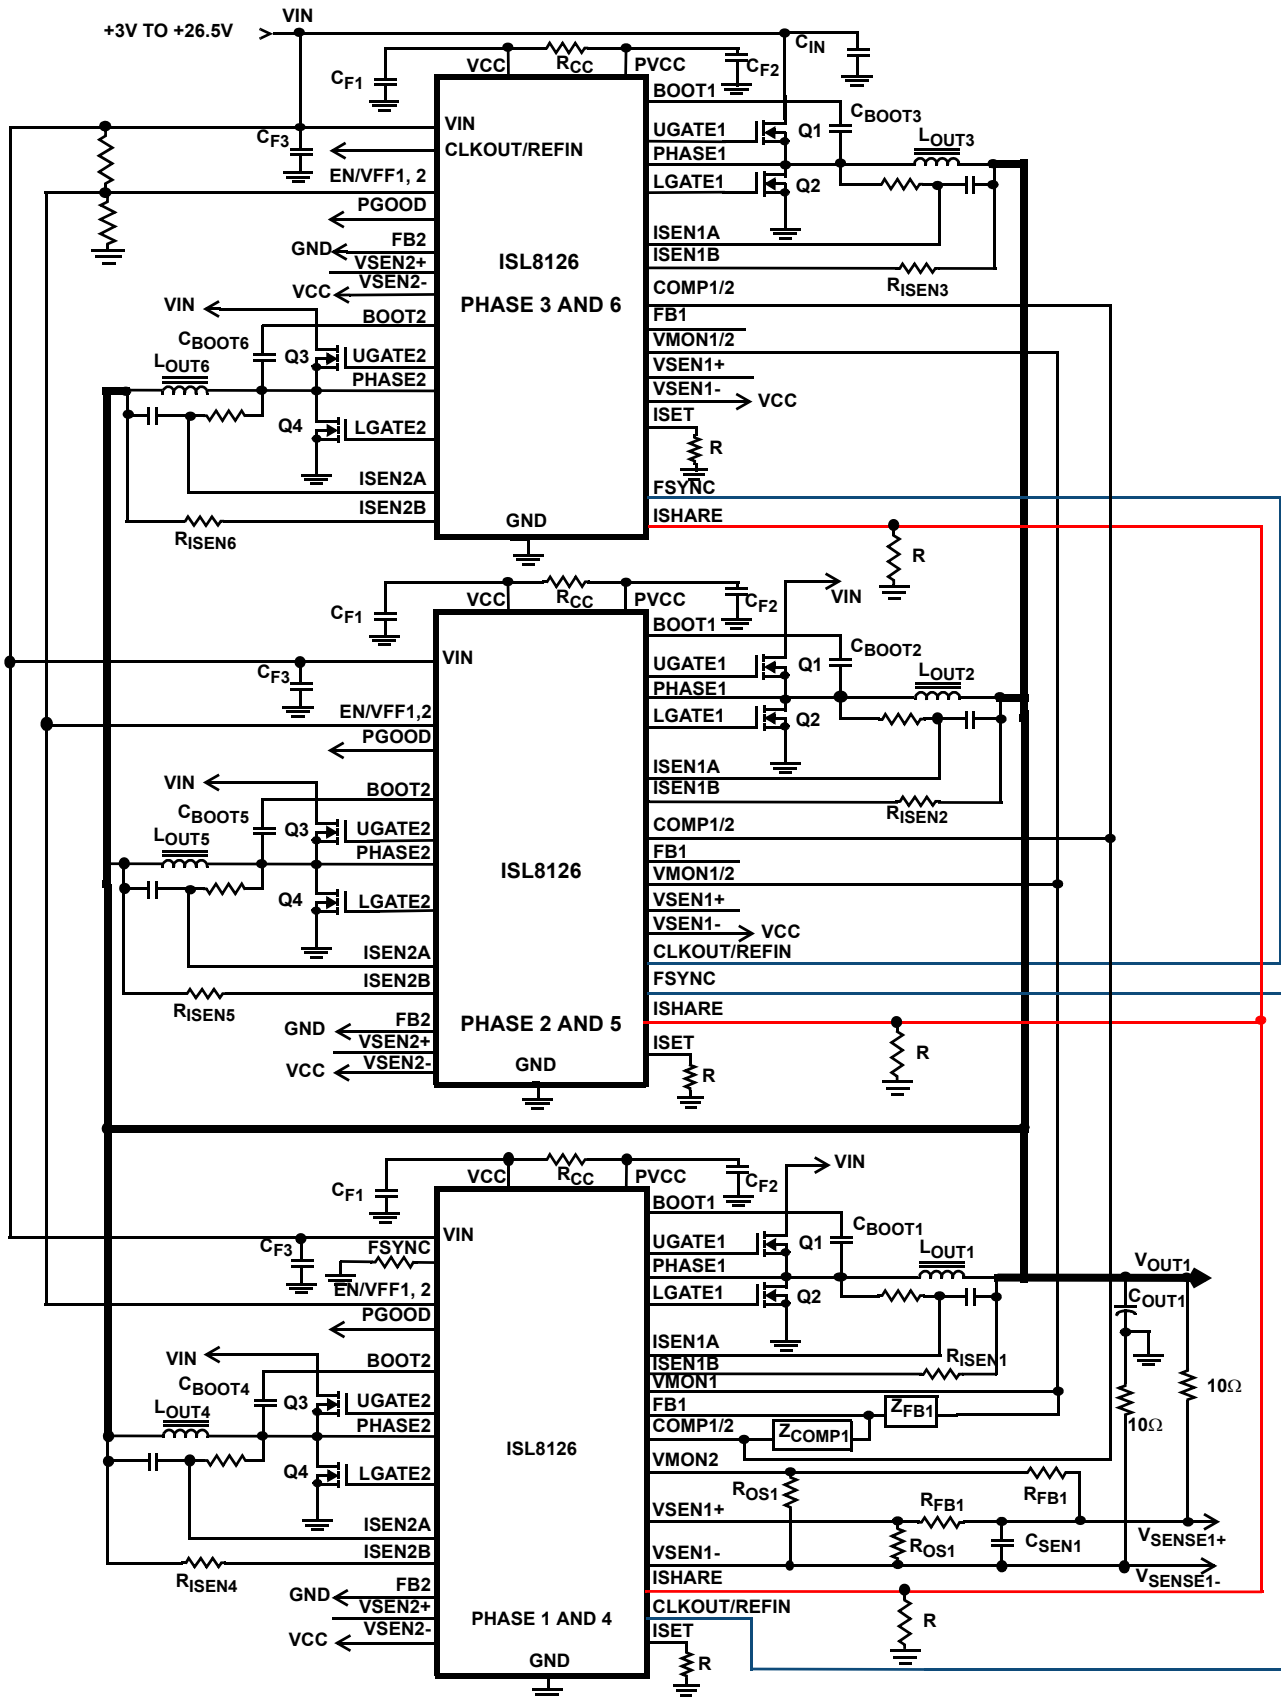 VIN
+3V TO +26.5V
CIN
VCC
RCC
PVCC
CF1
CF2
BOOT1
CBOOT3
VIN
UGATE1
Q1
LOUT3
CF3
CLKOUT/REFIN
PHASE1
EN/VFF1, 2
LGATE1
Q2
PGOOD
ISEN1A
GND
FB2
ISEN1B
VSEN2+
ISL8126
RISEN3
VCC
VSEN2-
COMP1/2
PHASE 3 AND 6
VIN
BOOT2
FB1
CBOOT6
Q3
VMON1/2
LOUT6
UGATE2
VSEN1+
PHASE2
VSEN1-
VCC
Q4
LGATE2
ISET
R
ISEN2A
FSYNC
ISEN2B
ISHARE
RISEN6
GND
R
VCC
RCC
PVCC
CF1
CF2
VIN
BOOT1
CBOOT2
VIN
UGATE1
Q1
LOUT2
CF3
PHASE1
EN/VFF1,2
LGATE1
Q2
PGOOD
ISEN1A
VIN
BOOT2
ISEN1B
CBOOT5
RISEN2
Q3
UGATE2
COMP1/2
LOUT5
PHASE2
FB1
ISL8126
VMON1/2
Q4
LGATE2
VSEN1+
VSEN1-
VCC
ISEN2A
CLKOUT/REFIN
ISEN2B
FSYNC
RISEN5
ISHARE
GND
FB2
PHASE 2 AND 5
VSEN2+
ISET
R
VCC
VSEN2-
GND
R
VCC
RCC
PVCC
VIN
CF1
CF2
BOOT1
CBOOT1
VIN
UGATE1
Q1
LOUT1
CF3
FSYNC
PHASE1
VOUT1
EN/VFF1, 2
LGATE1
Q2
COUT1
PGOOD
ISEN1A
RISEN1
VIN
BOOT2
ISEN1B
VMON1
CBOOT4
Q3
UGATE2
FB1
ZFB1
10Ω
LOUT4
PHASE2
COMP1/2
ZCOMP1
10Ω
ISL8126
VMON2
Q4
LGATE2
ROS1
RFB1
VSEN1+
RFB1
ISEN2A
VSENSE1+
ROS1
CSEN1
ISEN2B
VSEN1-
VSENSE1-
RISEN4
ISHARE
GND
FB2
CLKOUT/REFIN
VSEN2+
PHASE 1 AND 4
R
VCC
VSEN2-
ISET
GND
R